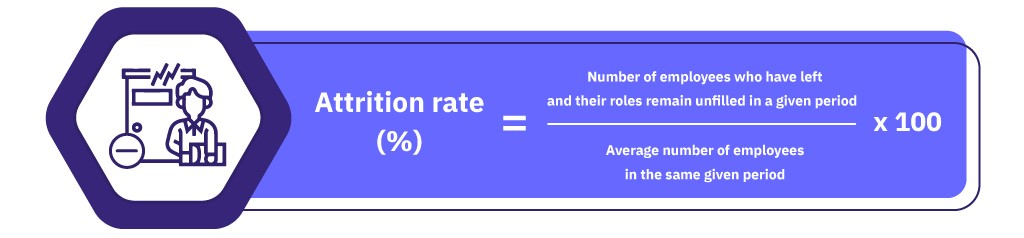 Attrition rate
(%)
=
Number of employees who have left
and their roles remain unfilled in a given period
Average number of employees
in the same given period
x 100